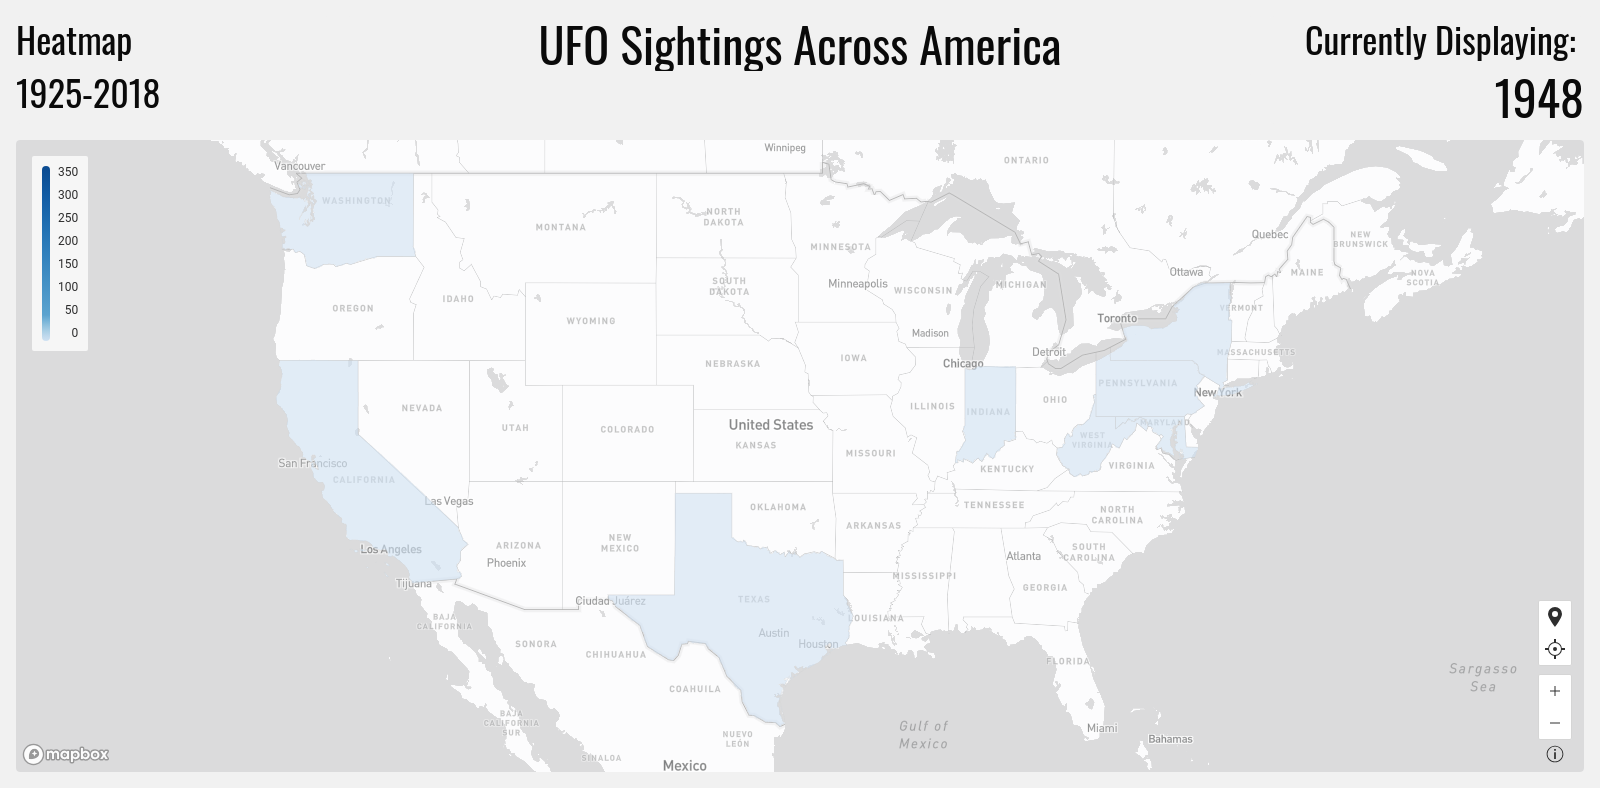 Heatmap
1925-2018
UFO Sightings Across America
Currently Displaying:
1948
350
300
250
200
150
100
50
0
Vancouver
Winnipeg
ONTARIO
WASHINGTON
MONTANA
NORTH
DAKOTA
MINNESOTA
Quebec
NEW
BRUNSWICK
Ottawa
MAINE
NOVA
SCOTIA
OREGON
IDAHO
SOUTH
DAKOTA
Minneapolis
WISCONSIN
MICHIGAN
VERMONT
WYOMING
Toronto
Madison
IOWA
NEBRASKA
Chicago
Detroit
MASSACHUSETTS
PENNSYLVANIA
New York
NEVADA
UTAH
COLORADO
United States
KANSAS
ILLINOIS
INDIANA
OHIO
MARYLAND
WEST
VIRGINIA
San Francisco
CALIFORNIA
MISSOURI
KENTUCKY
VIRGINIA
Las Vegas
OKLAHOMA
TENNESSEE
NORTH
CAROLINA
ARKANSAS
Los Angeles
ARIZONA
Phoenix
NEW
MEXICO
Atlanta
SOUTH
CAROLINA
Tijuana
MISSISSIPPI
GEORGIA
Ciudad Juárez
TEXAS
BAJA
CALIFORNIA
LOUISIANA
Austin
Houston
SONORA
CHIHUAHUA
FLORIDA
Sargasso
Sea
COAHUILA
BAJA
CALIFORNIA
SUR
Gulf of
Mexico
Miami
Bahamas
NUEVO
LEÓN
SINALOA
Mexico
mapbox